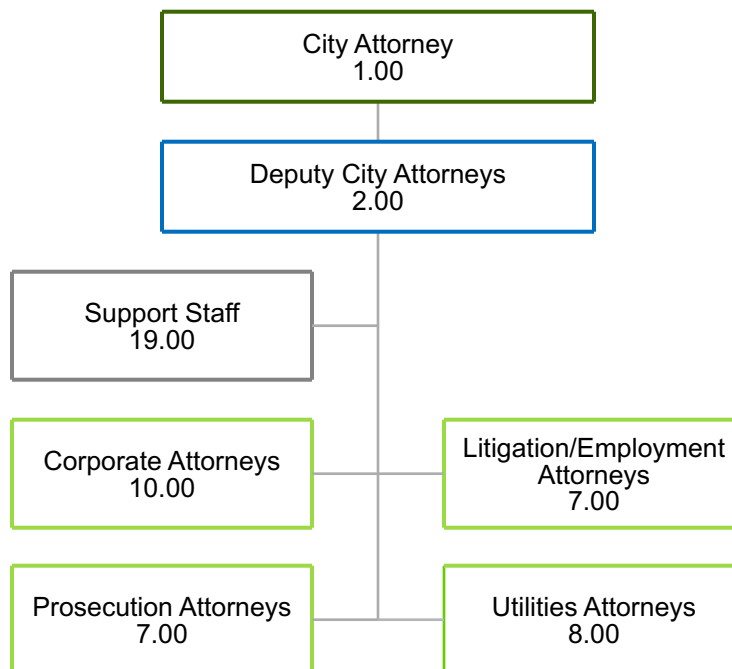 City Attorney
1.00
Deputy City Attorneys
2.00
Support Staff
19.00
Corporate Attorneys
10.00
Litigation/Employment
Attorneys
7.00
Prosecution Attorneys
7.00
Utilities Attorneys
8.00